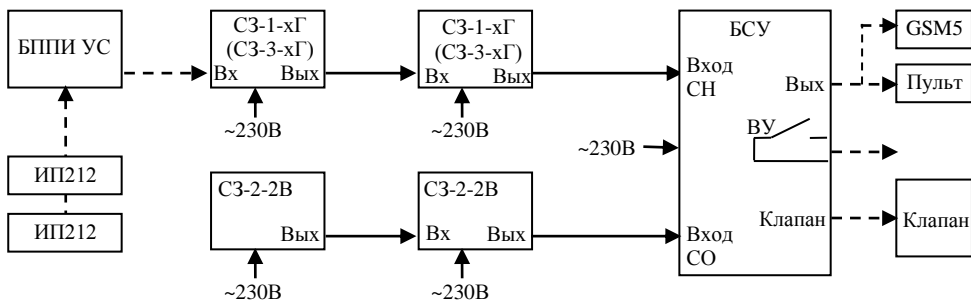 БППИ УС
СЗ-1-хГ
(СЗ-3-хГ)
Вх Вых
~230В
СЗ-1-хГ
(СЗ-3-хГ)
Вх Вых
~230В
БСУ
Вход
СН
Вых
ВУ
~230В
Клапан
Вход
СО
GSM5
Пульт
Клапан
ИП212
ИП212
СЗ-2-2В
Вых
~230В
СЗ-2-2В
Вх Вых
~230В